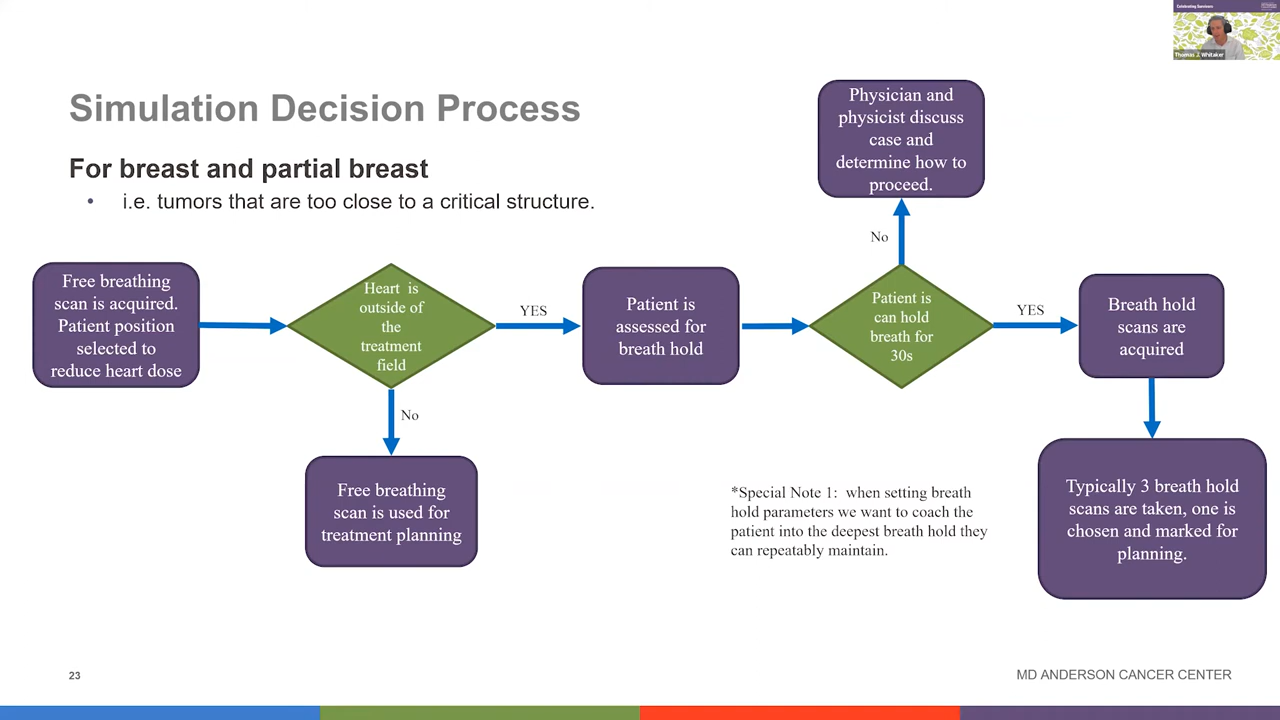 Celebrating Survivors
Thomas J. Whitaker
Simulation Decision Process
For breast and partial breast
• i.e. tumors that are too close to a critical structure.
Physician and
physicist discuss
case and
determine how to
proceed.
No
Free breathing
scan is acquired.
Patient position
selected to
reduce heart dose
Heart is
outside of
the
treatment
field
YES
Patient is
assessed for
breath hold
Patient is
can hold
breath for
30s
YES
Breath hold
scans are
acquired
No
Free breathing
scan is used for
treatment planning
*Special Note 1: when setting breath
hold parameters we want to coach the
patient into the deepest breath hold they
can repeatably maintain.
Typically 3 breath hold
scans are taken, one is
chosen and marked for
planning.
23
MD ANDERSON CANCER CENTER